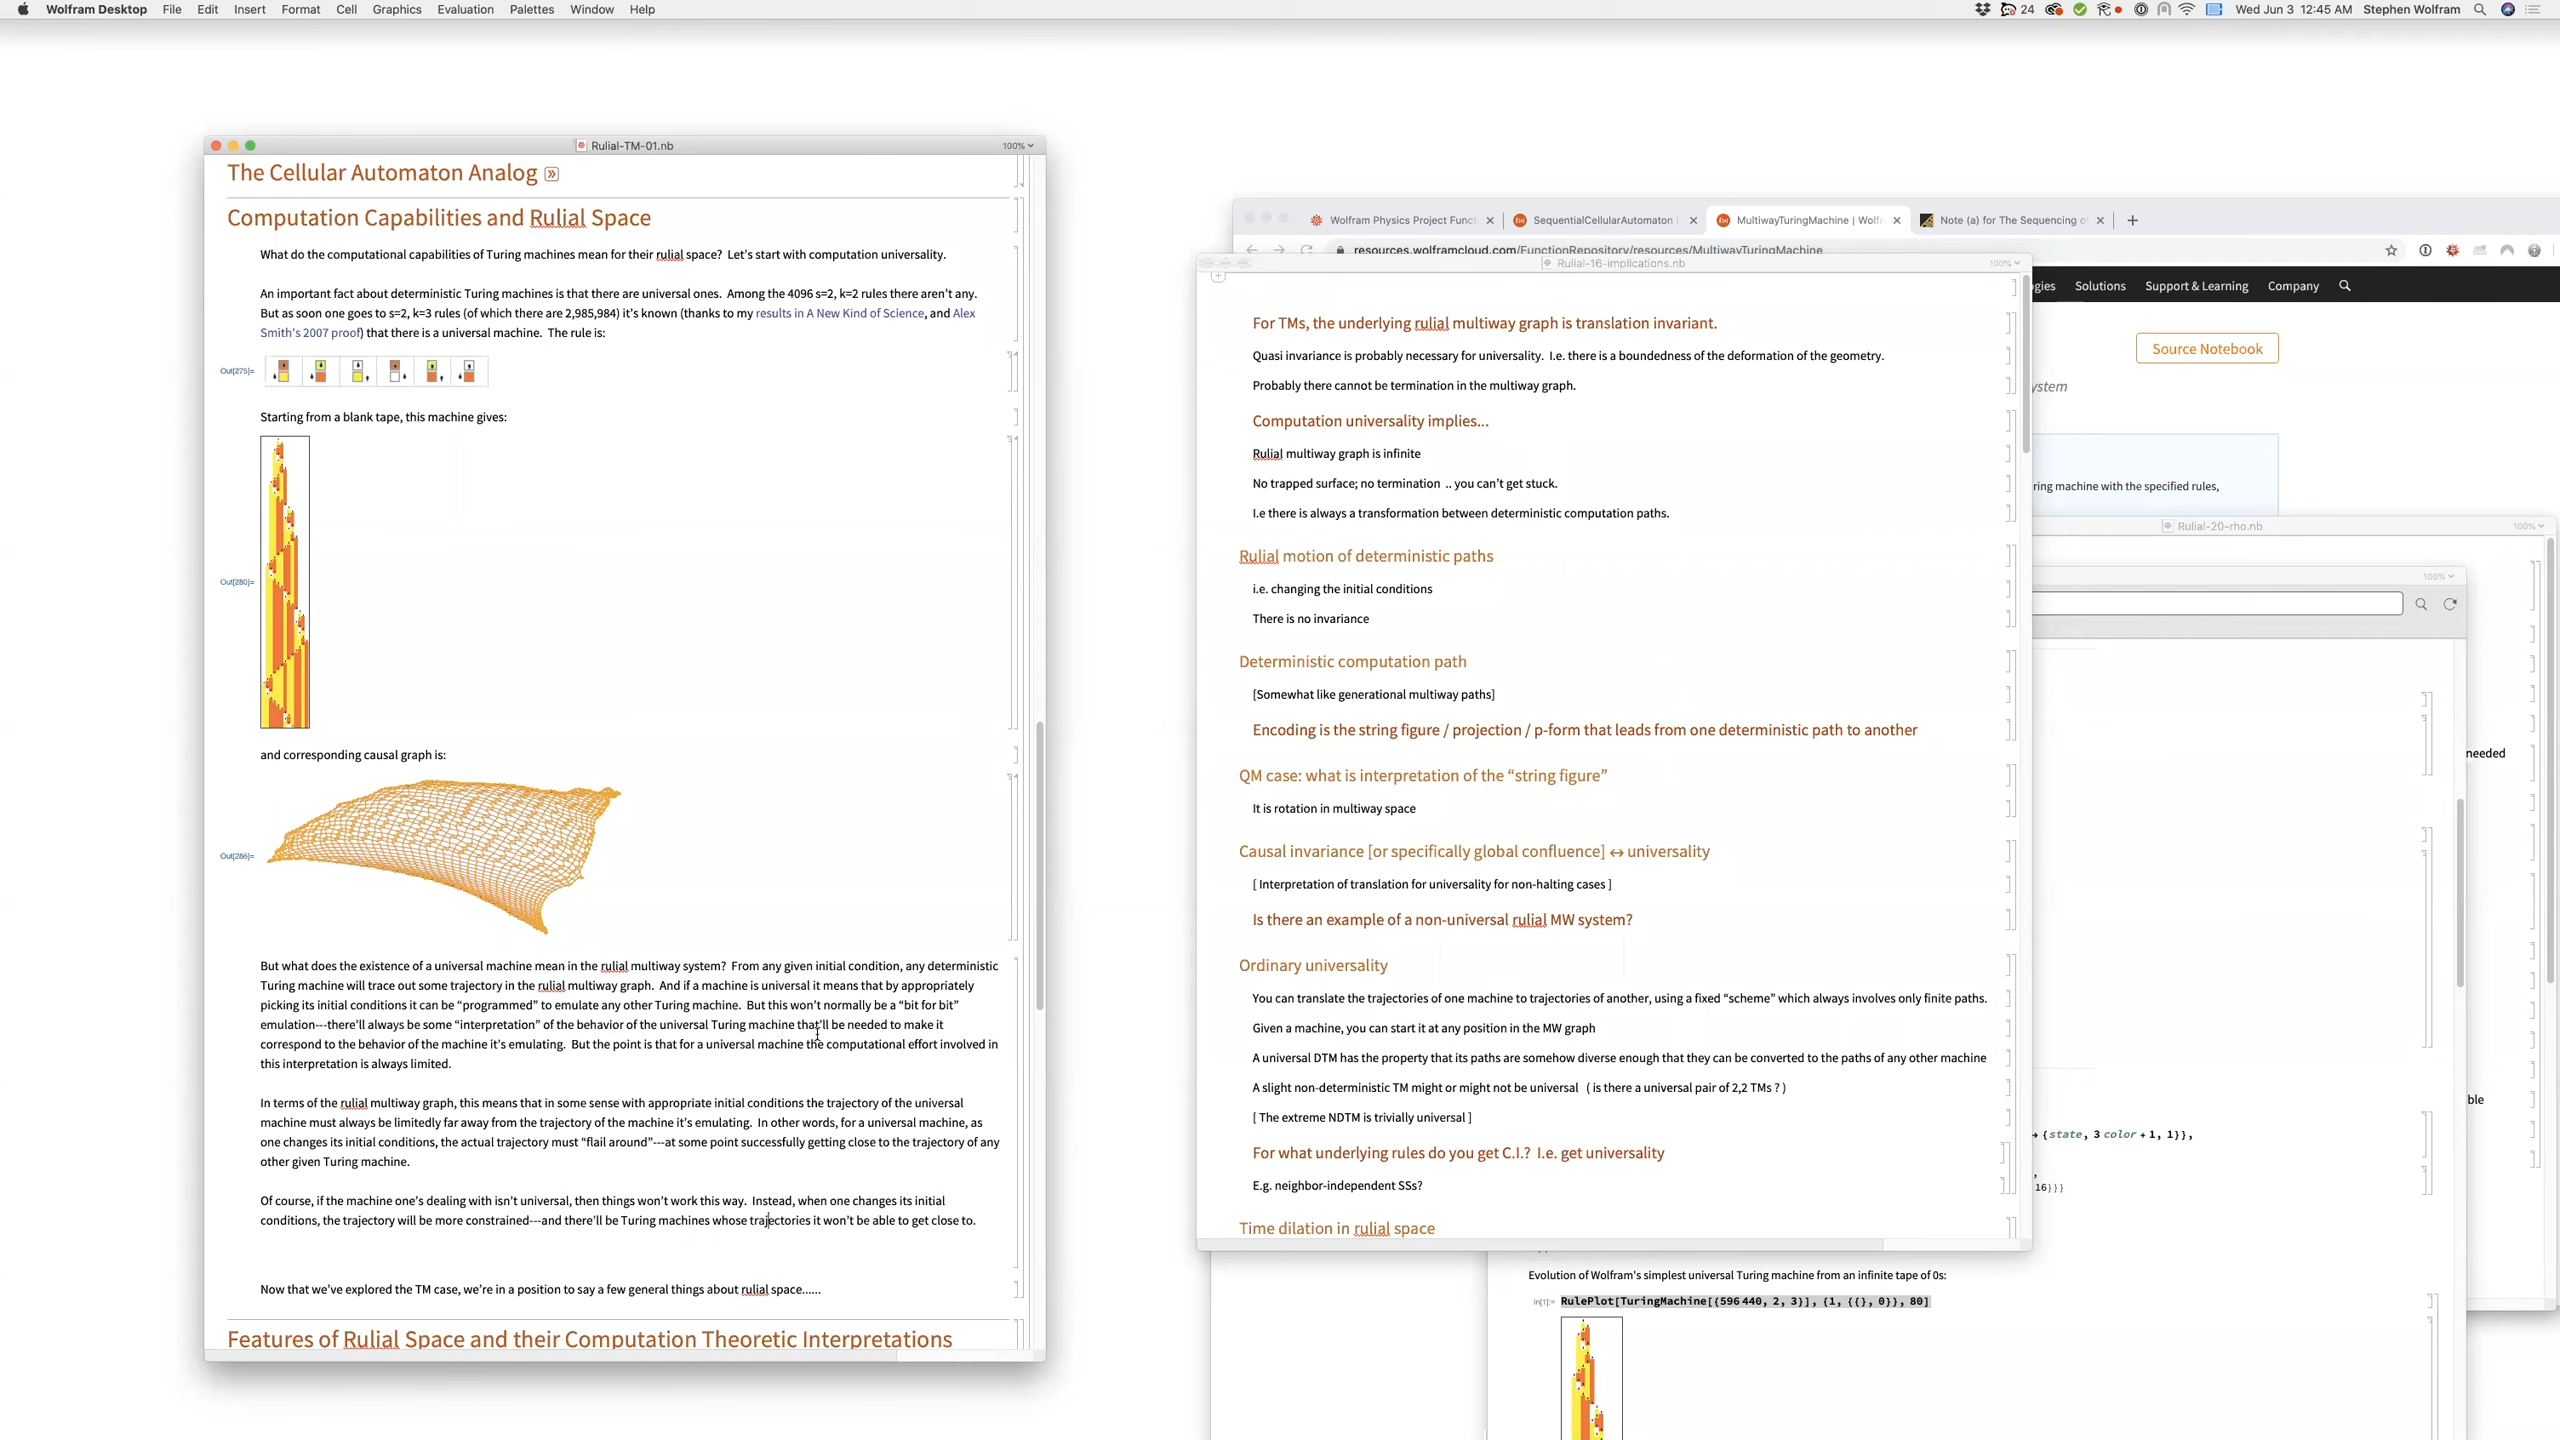 Wolfram Desktop File Edit Insert Format Cell Graphics Evaluation Palettes Window Help
24 Wed Jun 3 12:45 AM Stephen Wolfram
Rulial-TM-01.nb
100%
The Cellular Automaton Analog
Computation Capabilities and Rulial Space
What do the computational capabilities of Turing machines mean for their rulial space? Let's start with computation universality.
An important fact about deterministic Turing machines is that there are universal ones. Among the 4096 s=2, k=2 rules there aren't any.
But as soon one goes to s=2, k=3 rules (of which there are 2,985,984) it's known (thanks to my results in A New Kind of Science, and Alex
Smith's 2007 proof) that there is a universal machine. The rule is:
Out[275]=
Starting from a blank tape, this machine gives:
Out[280]=
and corresponding causal graph is:
Out[286]=
But what does the existence of a universal machine mean in the rulial multiway system? From any given initial condition, any deterministic
Turing machine will trace out some trajectory in the rulial multiway graph. And if a machine is universal it means that by appropriately
picking its initial conditions it can be "programmed" to emulate any other Turing machine. But this won't normally be a "bit for bit"
emulation---there'll always be some "interpretation" of the behavior of the universal Turing machine that'll be needed to make it
correspond to the behavior of the machine it's emulating. But the point is that for a universal machine the computational effort involved in
this interpretation is always limited.
In terms of the rulial multiway graph, this means that in some sense with appropriate initial conditions the trajectory of the universal
machine must always be limitedly far away from the trajectory of the machine it's emulating. In other words, for a universal machine, as
one changes its initial conditions, the actual trajectory must "flail around"---at some point successfully getting close to the trajectory of any
other given Turing machine.
Of course, if the machine one's dealing with isn't universal, then things won't work this way. Instead, when one changes its initial
conditions, the trajectory will be more constrained---and there'll be Turing machines whose trajectories it won't be able to get close to.
Now that we've explored the TM case, we're in a position to say a few general things about rulial space......
Features of Rulial Space and their Computation Theoretic Interpretations
Wolfram Physics Project Funct
SequentialCellularAutomaton
MultiwayTuringMachine | Wolfr
Note (a) for The Sequencing o
resources.wolframcloud.com/FunctionRepository/resources/MultiwayTuringMachine
Rulial-16-implications.nb
100%
For TMs, the underlying rulial multiway graph is translation invariant.
Quasi invariance is probably necessary for universality. I.e. there is a boundedness of the deformation of the geometry.
Probably there cannot be termination in the multiway graph.
Computation universality implies...
Rulial multiway graph is infinite
No trapped surface; no termination .. you can't get stuck.
I.e there is always a transformation between deterministic computation paths.
Rulial motion of deterministic paths
i.e. changing the initial conditions
There is no invariance
Deterministic computation path
[Somewhat like generational multiway paths]
Encoding is the string figure / projection / p-form that leads from one deterministic path to another
QM case: what is interpretation of the "string figure"
It is rotation in multiway space
Causal invariance [or specifically global confluence] ↔ universality
[ Interpretation of translation for universality for non-halting cases ]
Is there an example of a non-universal rulial MW system?
Ordinary universality
You can translate the trajectories of one machine to trajectories of another, using a fixed "scheme" which always involves only finite paths.
Given a machine, you can start it at any position in the MW graph
A universal DTM has the property that its paths are somehow diverse enough that they can be converted to the paths of any other machine
A slight non-deterministic TM might or might not be universal ( is there a universal pair of 2,2 TMs ? )
[ The extreme NDTM is trivially universal ]
For what underlying rules do you get C.I.? I.e. get universality
E.g. neighbor-independent SSs?
Time dilation in rulial space
gies Solutions Support & Learning Company
Source Notebook
ystem
ring machine with the specified rules,
Rulial-20-rho.nb
100%
100%
needed
ble
→ {state, 3 color + 1, 1}},
,
16}}}
Evolution of Wolfram's simplest universal Turing machine from an infinite tape of 0s:
In[1]:= RulePlot[TuringMachine[{596 440, 2, 3}], {1, {{}, 0}}, 80]